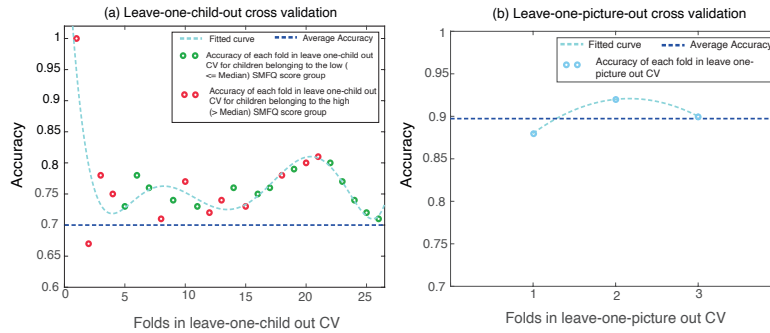 (a) Leave-one-child-out cross validation
Fitted curve
Average Accuracy
Accuracy of each fold in leave one-child out
CV for children belonging to the low (
<= Median) SMFQ score group
Accuracy of each fold in leave one-child out
CV for children belonging to the high
(> Median) SMFQ score group
1
1
0.9
0.8
0.85
0.8
0.75
0.7
0.65
0.6
0
5
10
15
20
25
Accuracy
Folds in leave-one-child out CV
(b) Leave-one-picture-out cross validation
Fitted curve
Average Accuracy
Accuracy of each fold in leave one-
picture out CV
1
0.95
0.9
0.85
0.8
0.75
0.7
1
2
3
Accuracy
Folds in leave-one-picture out CV